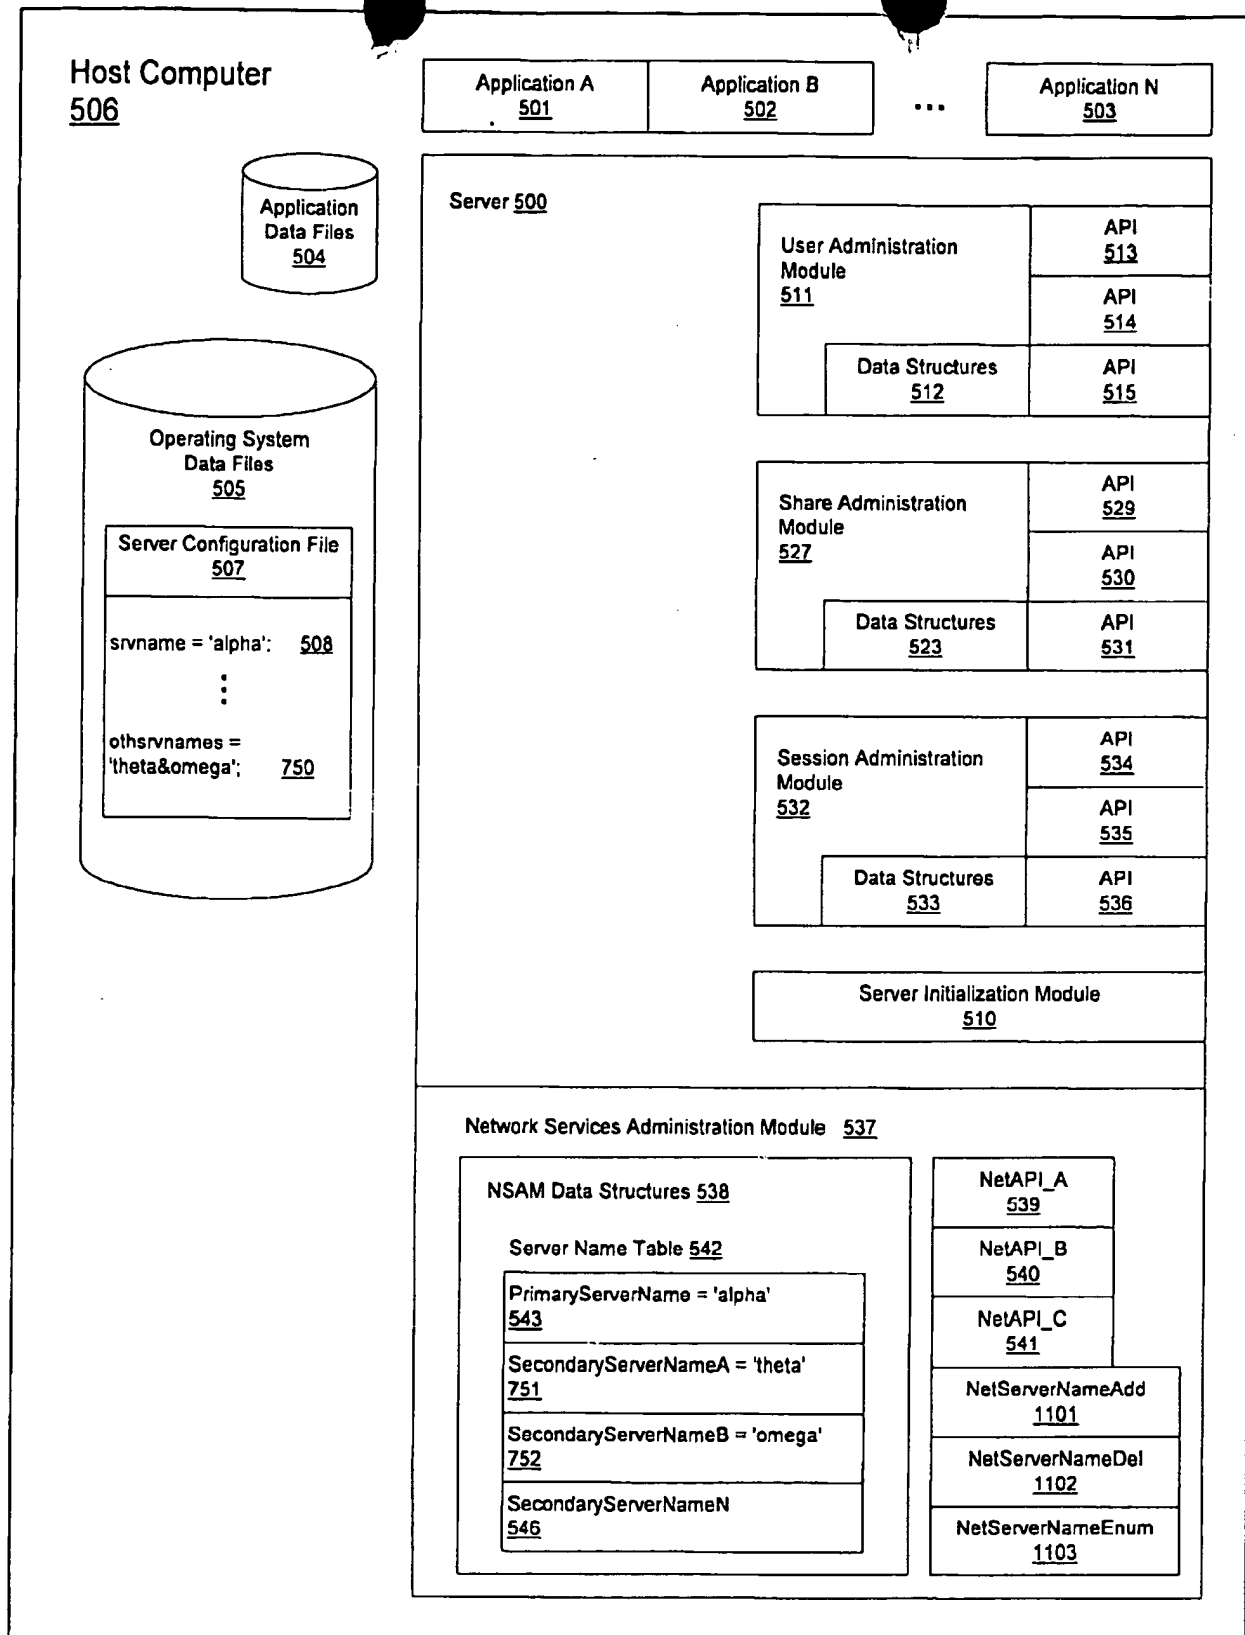 Host Computer
506
Application A
501
Application B
502
...
Application N
503
Application
Data Files
504
Operating System
Data Files
505
Server Configuration File
507
srvname = 'alpha';
508
othsrvnames =
'theta&omega';
750
Server 500
User Administration
Module
511
Data Structures
512
API
513
API
514
API
515
Share Administration
Module
527
Data Structures
523
API
529
API
530
API
531
Session Administration
Module
532
Data Structures
533
API
534
API
535
API
536
Server Initialization Module
510
Network Services Administration Module 537
NSAM Data Structures 538
Server Name Table 542
PrimaryServerName = 'alpha'
543
SecondaryServerNameA = 'theta'
751
SecondaryServerNameB = 'omega'
752
SecondaryServerNameN
546
NetAPI_A
539
NetAPI_B
540
NetAPI_C
541
NetServerNameAdd
1101
NetServerNameDel
1102
NetServerNameEnum
1103